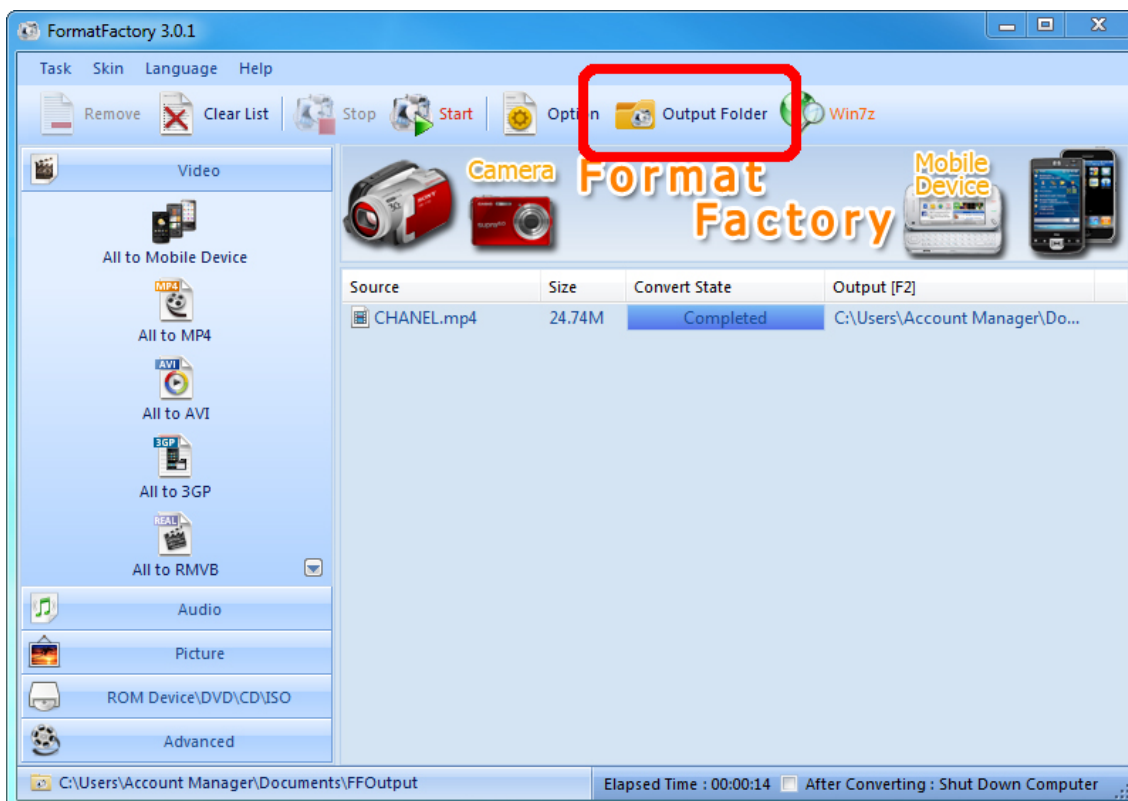 FormatFactory 3.0.1
Task Skin Language Help
Remove Clear List Stop Start Option Output Folder Win7z
Video
All to Mobile Device
MP4
All to MP4
AVI
All to AVI
3GP
All to 3GP
REAL
All to RMVB
Audio
Picture
ROM Device\DVD\CD\ISO
Advanced
Camera
Format
Factory
Mobile
Device
Source Size Convert State Output [F2]
CHANEL.mp4 24.74M Completed C:\Users\Account Manager\Do...
C:\Users\Account Manager\Documents\FFOutput
Elapsed Time : 00:00:14 After Converting : Shut Down Computer